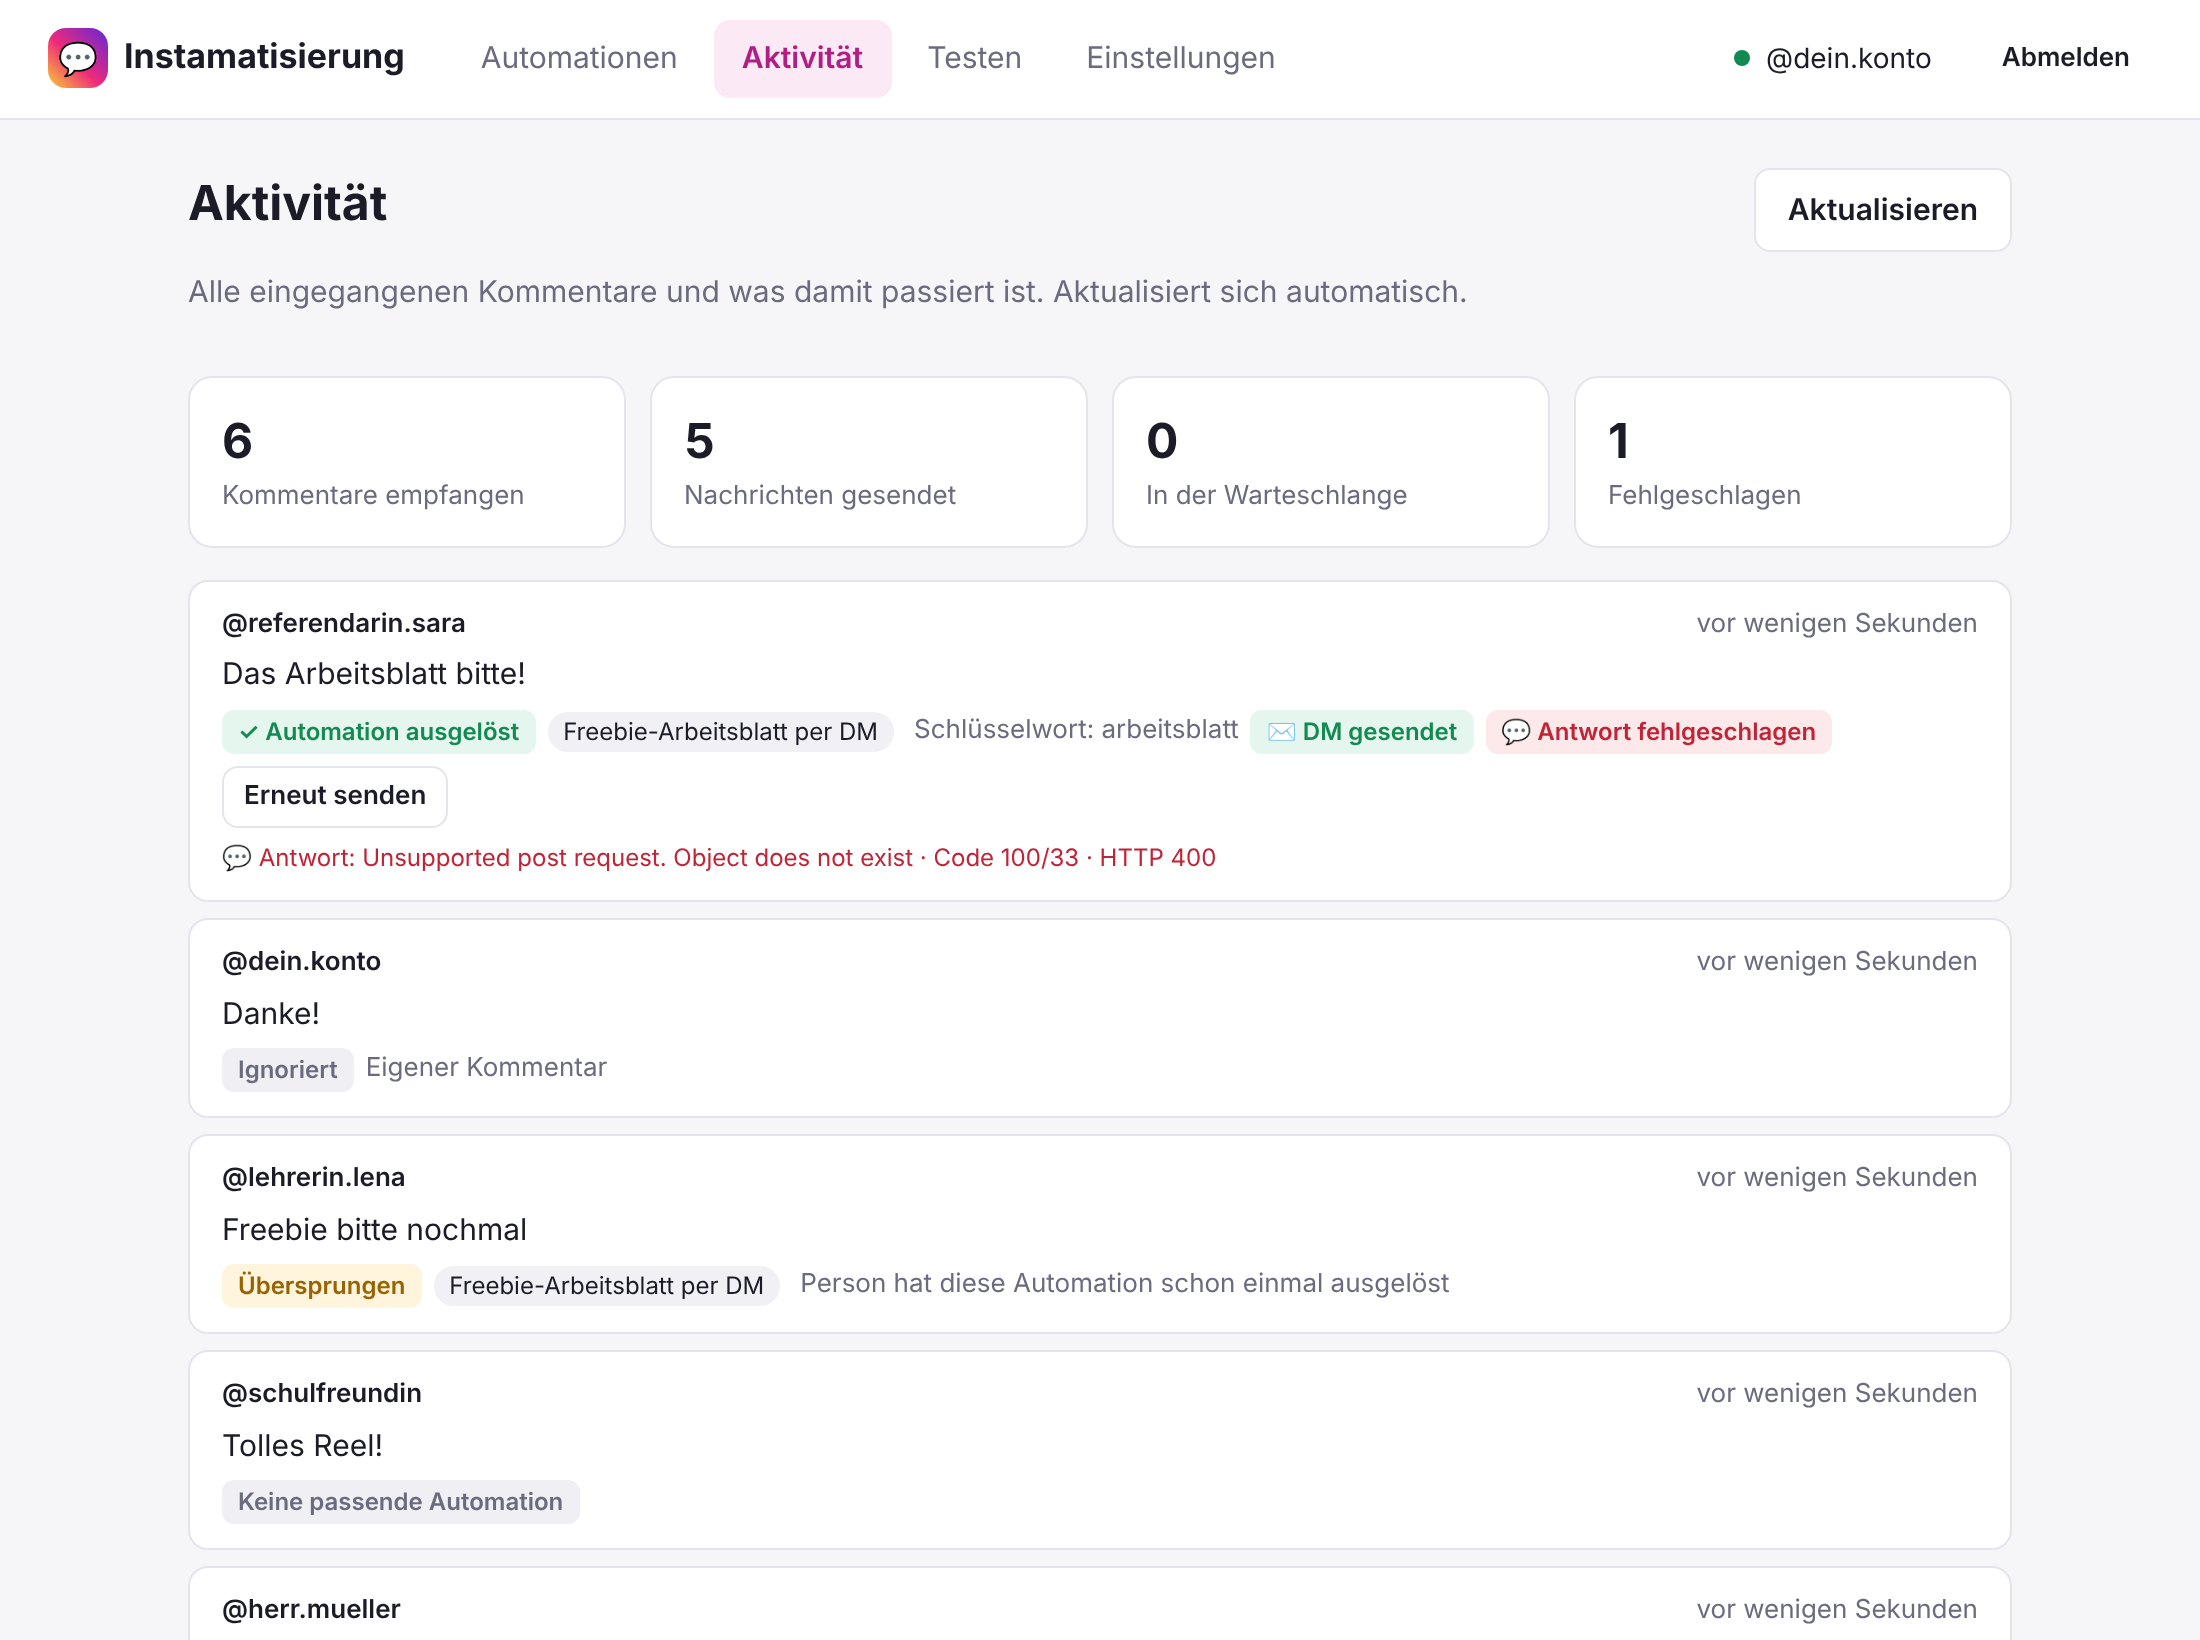 Instamatisierung Automationen Aktivität Testen Einstellungen @dein.konto Abmelden
Aktivität Aktualisieren
Alle eingegangenen Kommentare und was damit passiert ist. Aktualisiert sich automatisch.
6 5 0 1
Kommentare empfangen Nachrichten gesendet In der Warteschlange Fehlgeschlagen
@referendarin.sara vor wenigen Sekunden
Das Arbeitsblatt bitte!
✓ Automation ausgelöst Freebie-Arbeitsblatt per DM Schlüsselwort: arbeitsblatt ✉️ DM gesendet 💬 Antwort fehlgeschlagen
Erneut senden
💬 Antwort: Unsupported post request. Object does not exist · Code 100/33 · HTTP 400
@dein.konto vor wenigen Sekunden
Danke!
Ignoriert Eigener Kommentar
@lehrerin.lena vor wenigen Sekunden
Freebie bitte nochmal
Übersprungen Freebie-Arbeitsblatt per DM Person hat diese Automation schon einmal ausgelöst
@schulfreundin vor wenigen Sekunden
Tolles Reel!
Keine passende Automation
@herr.mueller vor wenigen Sekunden